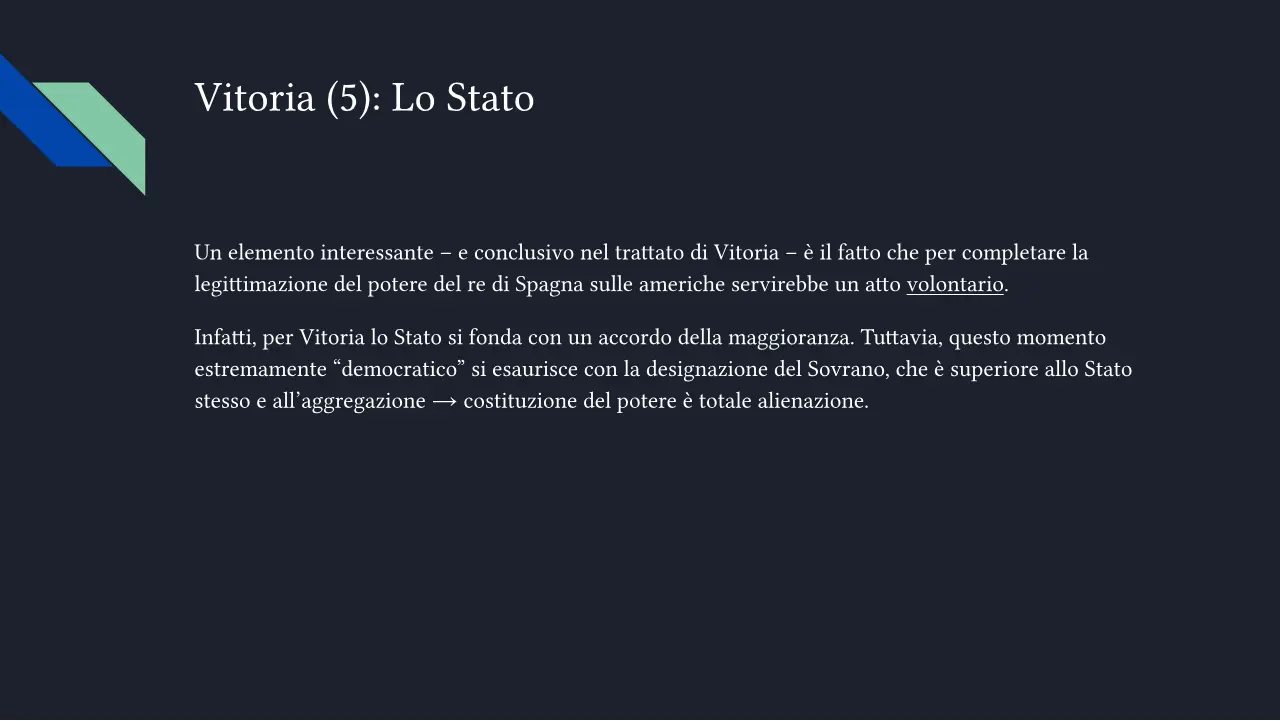 Vitoria (5): Lo Stato
Un elemento interessante – e conclusivo nel trattato di Vitoria – è il fatto che per completare la
legittimazione del potere del re di Spagna sulle americhe servirebbe un atto volontario.
Infatti, per Vitoria lo Stato si fonda con un accordo della maggioranza. Tuttavia, questo momento
estremamente “democratico” si esaurisce con la designazione del Sovrano, che è superiore allo Stato
stesso e all’aggregazione → costituzione del potere è totale alienazione.